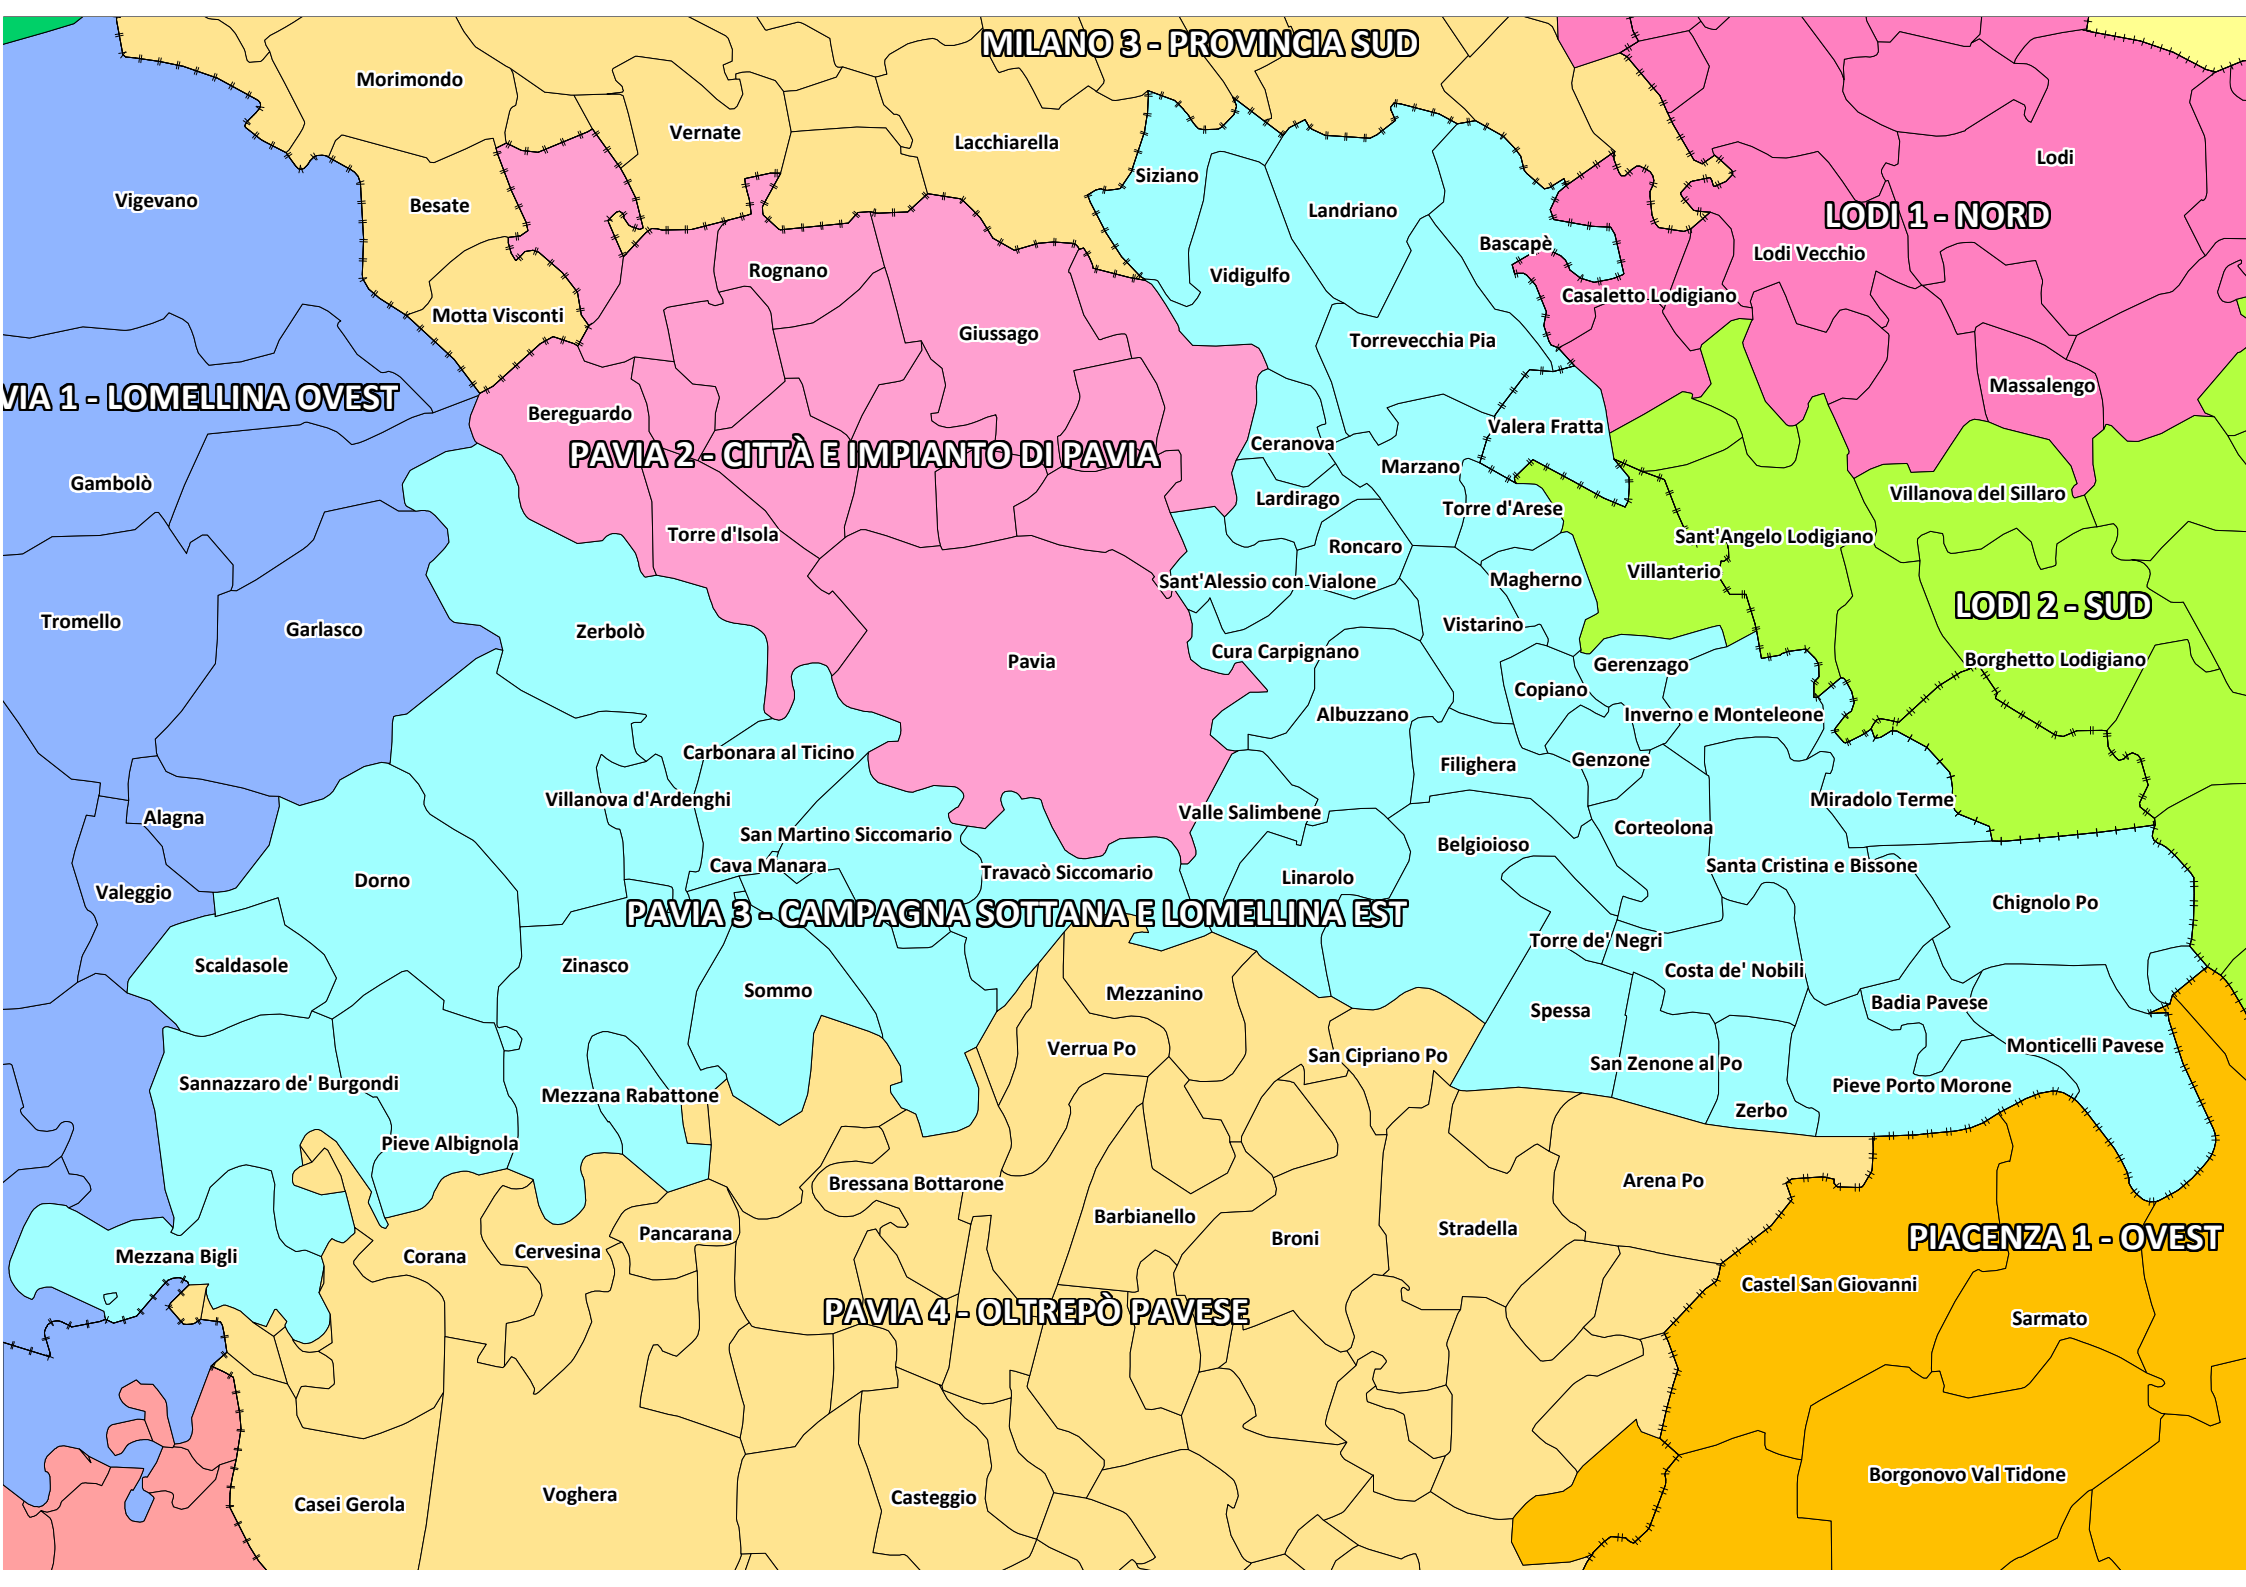 MILANO 3 - PROVINCIA SUD
Morimondo
Vernate
Lacchiarella
Lodi
Siziano
Vigevano
Besate
Landriano
LODI 1 - NORD
Bascapè
Lodi Vecchio
Rognano
Vidigulfo
Casaletto Lodigiano
Motta Visconti
Giussago
Torrevecchia Pia
Massalengo
VIA 1 - LOMELLINA OVEST
Bereguardo
Valera Fratta
Ceranova
PAVIA 2 - CITTÀ E IMPIANTO DI PAVIA
Marzano
Gambolò
Villanova del Sillaro
Lardirago
Torre d'Arese
Torre d'Isola
Sant'Angelo Lodigiano
Roncaro
Villanterio
Sant'Alessio con Vialone
Magherno
LODI 2 - SUD
Tromello
Garlasco
Zerbolò
Vistarino
Cura Carpignano
Pavia
Borghetto Lodigiano
Gerenzago
Copiano
Albuzzano
Inverno e Monteleone
Carbonara al Ticino
Genzone
Filighera
Villanova d'Ardenghi
Miradolo Terme
Valle Salimbene
Alagna
Corteolona
San Martino Siccomario
Belgioioso
Cava Manara
Santa Cristina e Bissone
Travacò Siccomario
Linarolo
Dorno
Valeggio
Chignolo Po
PAVIA 3 - CAMPAGNA SOTTANA E LOMELLINA EST
Torre de' Negri
Scaldasole
Zinasco
Costa de' Nobili
Sommo
Mezzanino
Badia Pavese
Spessa
Verrua Po
San Cipriano Po
Monticelli Pavese
San Zenone al Po
Sannazzaro de' Burgondi
Pieve Porto Morone
Mezzana Rabattone
Zerbo
Pieve Albignola
Arena Po
Bressana Bottarone
Barbianello
Stradella
Pancarana
Broni
PIACENZA 1 - OVEST
Cervesina
Mezzana Bigli
Corana
Castel San Giovanni
PAVIA 4 - OLTREPÒ PAVESE
Sarmato
Borgonovo Val Tidone
Voghera
Casteggio
Casei Gerola